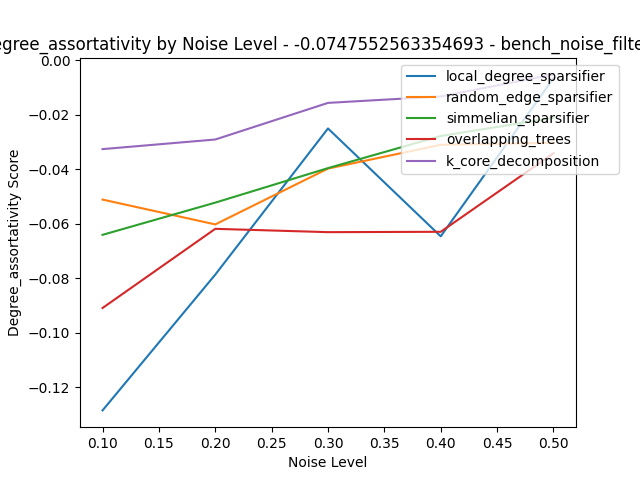 egree_assortativity by Noise Level - -0.0747552563354693 - bench_noise_filte
0.00
−0.02
−0.04
−0.06
−0.08
−0.10
−0.12
Degree_assortativity Score
local_degree_sparsifier
random_edge_sparsifier
simmelian_sparsifier
overlapping_trees
k_core_decomposition
0.10 0.15 0.20 0.25 0.30 0.35 0.40 0.45 0.50
Noise Level